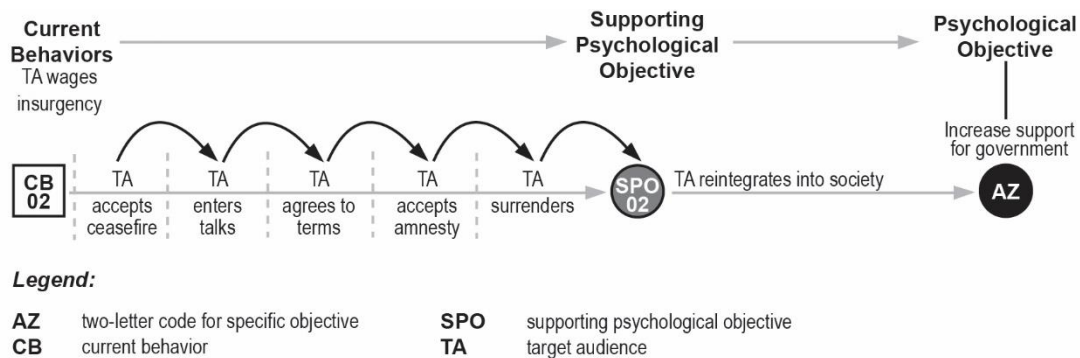 Current
Behaviors
TA wages
insurgency
Supporting
Psychological
Objective
Psychological
Objective
Increase support
for government
CB
02
TA
accepts
ceasefire
TA
enters
talks
TA
agrees to
terms
TA
accepts
amnesty
TA
surrenders
SPO
02
TA reintegrates into society
AZ
Legend:
AZ two-letter code for specific objective
CB current behavior
SPO supporting psychological objective
TA target audience